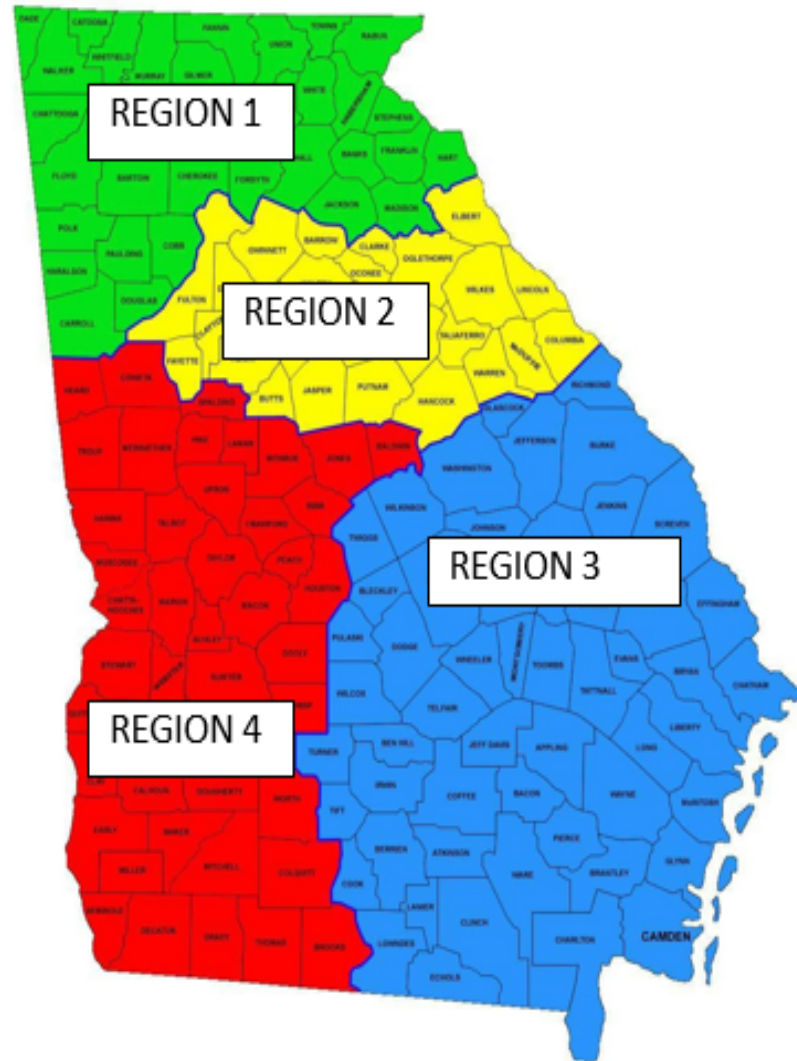 DADE
CATOOSA
FANNIN
UNION
TOWNS
RABUN
WHITFIELD
WALKER
MURRAY
GILMER
WHITE
HABERSHAM
STEPHENS
CHATTOOGA
REGION 1
BANKS
FRANKLIN
HART
FLOYD
BARTOW
CHEROKEE
FORSYTH
HALL
JACKSON
MADISON
ELBERT
POLK
PAULDING
COBB
GWINNETT
BARROW
CLARKE
OCONEE
OGLETHORPE
HARALSON
DOUGLAS
FULTON
REGION 2
WILKES
LINCOLN
CARROLL
TALIAFERRO
COLUMBIA
FAYETTE
WARREN
BUTTS
JASPER
PUTNAM
HANCOCK
RICHMOND
HEARD
COWETA
SPALDING
GLASCOCK
TROUP
MERIWETHER
PIKE
LAMAR
MONROE
JONES
BALDWIN
WASHINGTON
JEFFERSON
BURKE
UPSON
BIBB
WILKINSON
JENKINS
SCREVEN
HARRIS
TALBOT
CRAWFORD
TWIGGS
JOHNSON
MUSCOGEE
TAYLOR
PEACH
HOUSTON
REGION 3
BLECKLEY
EFFINGHAM
MARION
PULASKI
DODGE
STEWART
WEBSTER
SUMTER
DOOLY
WHEELER
MONTGOMERY
TOOMBS
EVANS
TATTNALL
BRYAN
CHATHAM
WILCOX
TELFAIR
LIBERTY
REGION 4
TURNER
BEN HILL
JEFF DAVIS
APPLING
LONG
CALHOUN
DOUGHERTY
WORTH
TIFT
IRWIN
COFFEE
BACON
WAYNE
McINTOSH
EARLY
BAKER
MITCHELL
COLQUITT
BERRIEN
ATKINSON
PIERCE
BRANTLEY
GLYNN
MILLER
COOK
LANIER
WARE
SEMINOLE
DECATUR
GRADY
THOMAS
BROOKS
LOWNDES
CLINCH
CHARLTON
CAMDEN
ECHOLS